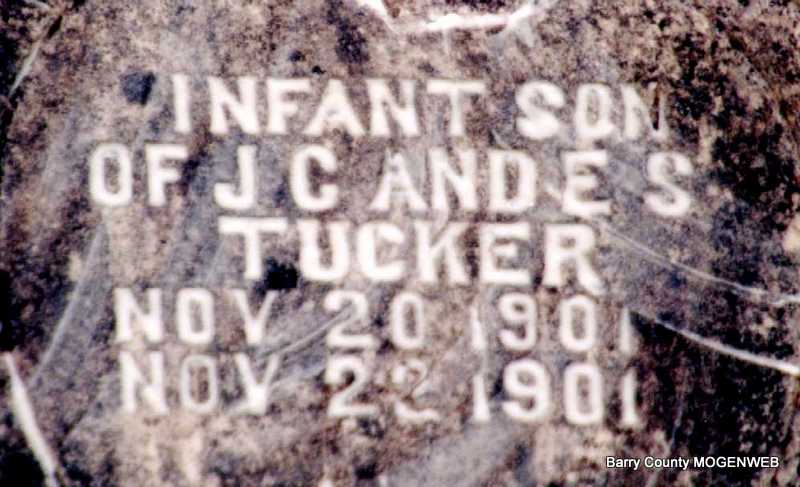 INFANT SON
OF J C AND E S
TUCKER
NOV 20 1901
NOV 22 1901
Barry County MOGENWEB